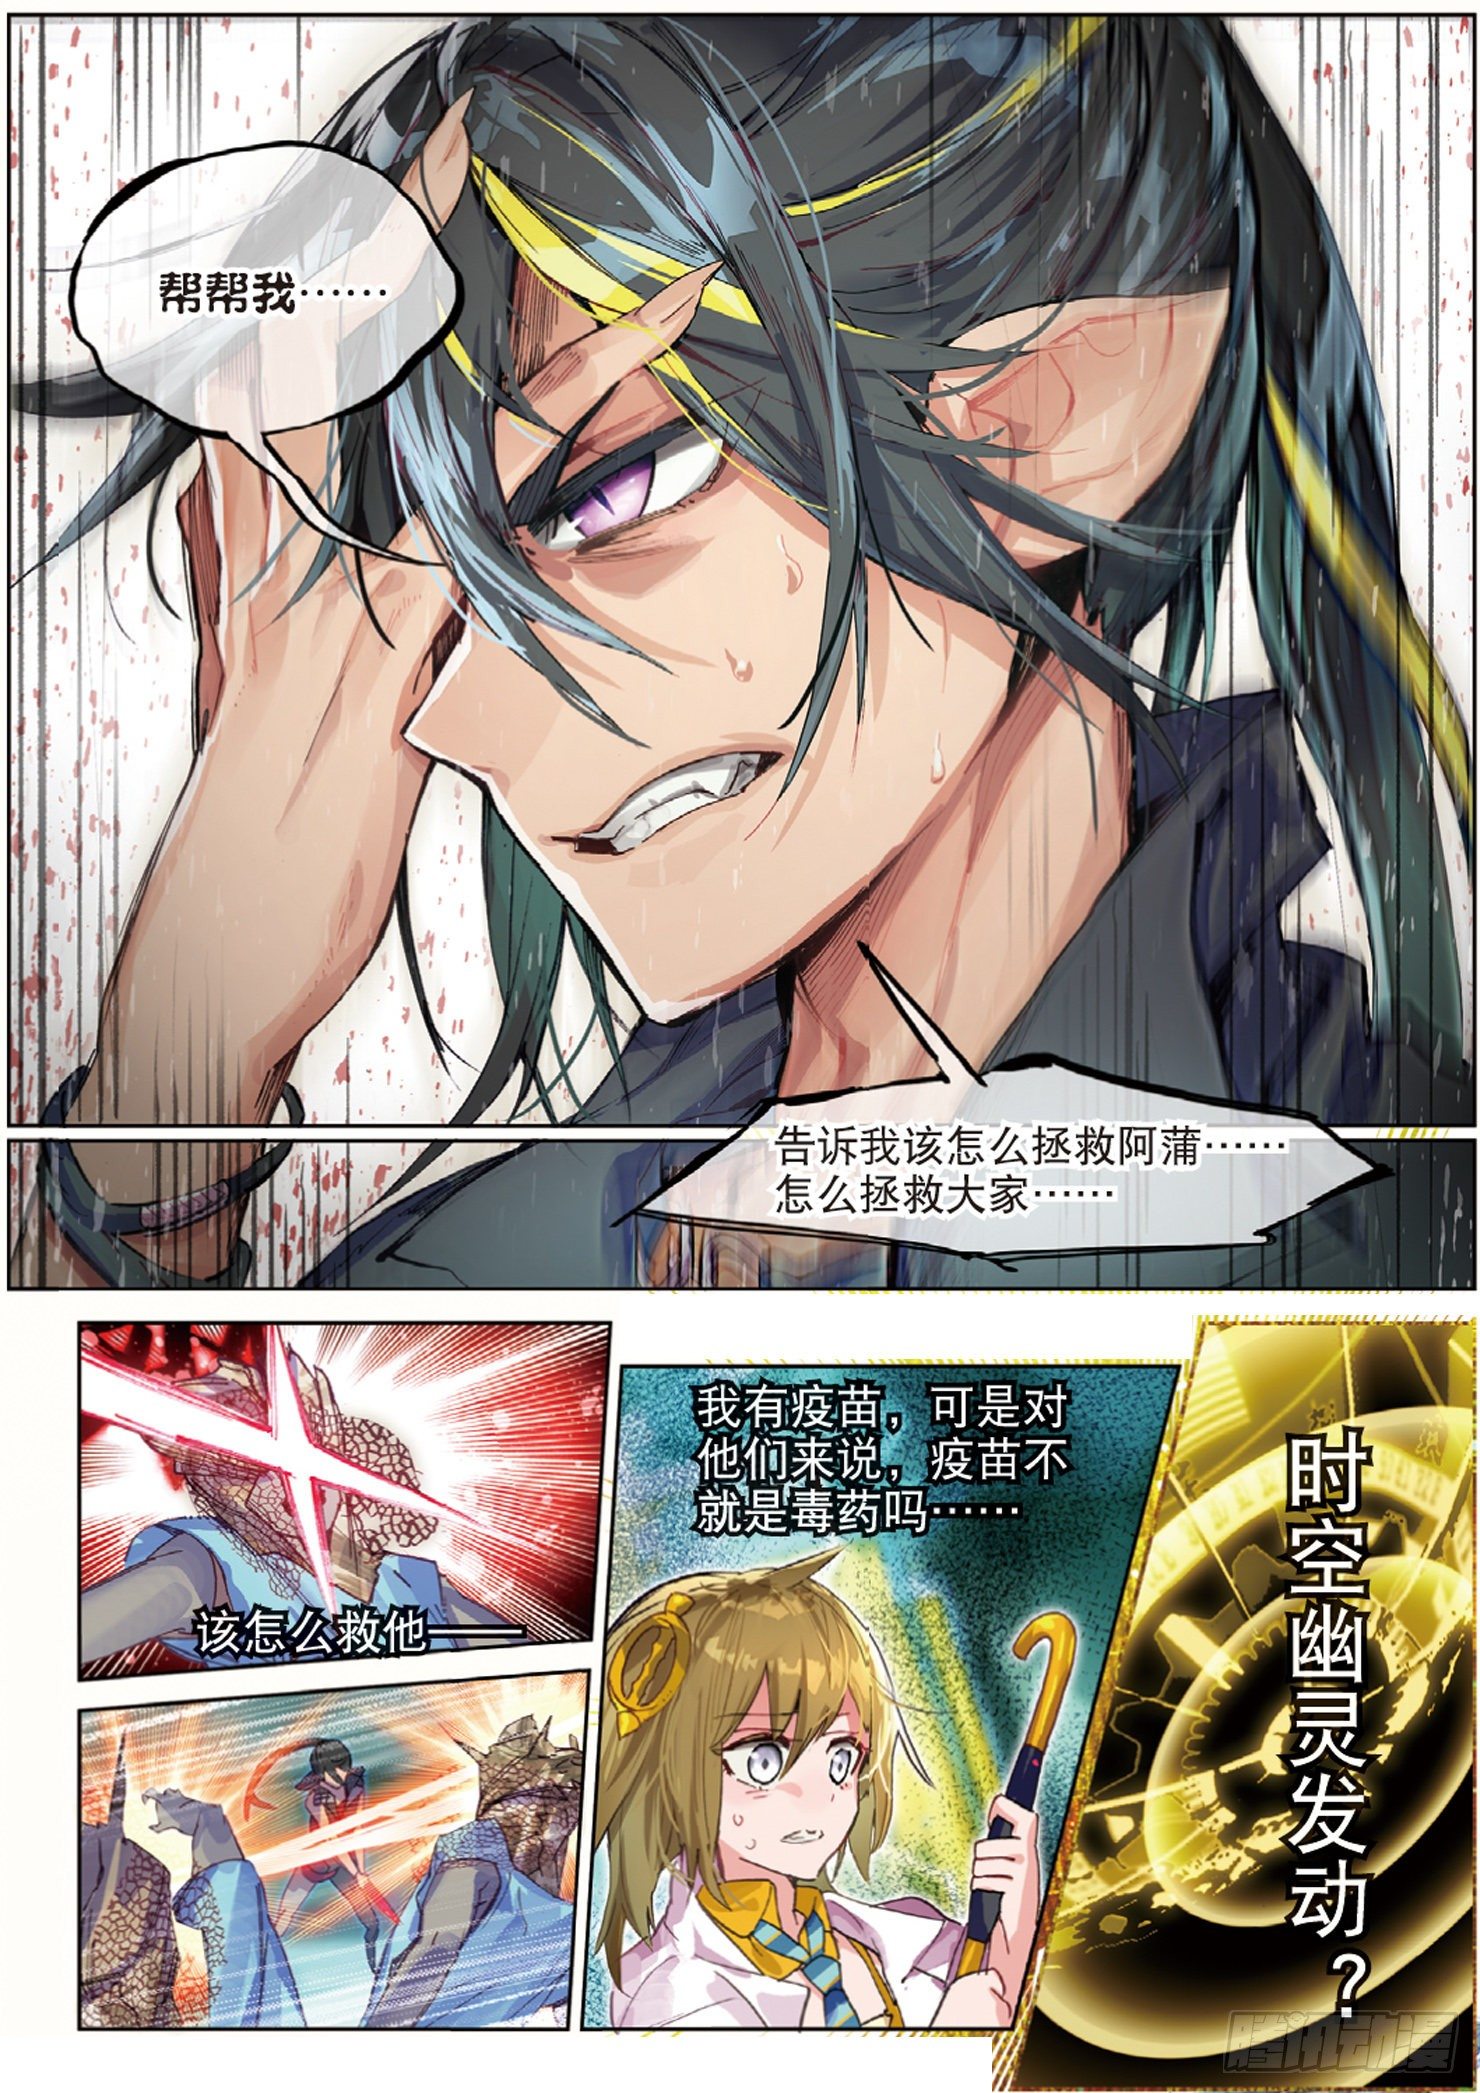 帮帮我……
告诉我该怎么拯救阿蒲……
怎么拯救大家……
该怎么救他——
我有疫苗，可是对
他们来说，疫苗不
就是毒药吗……
时空幽灵发动？
腾讯动漫